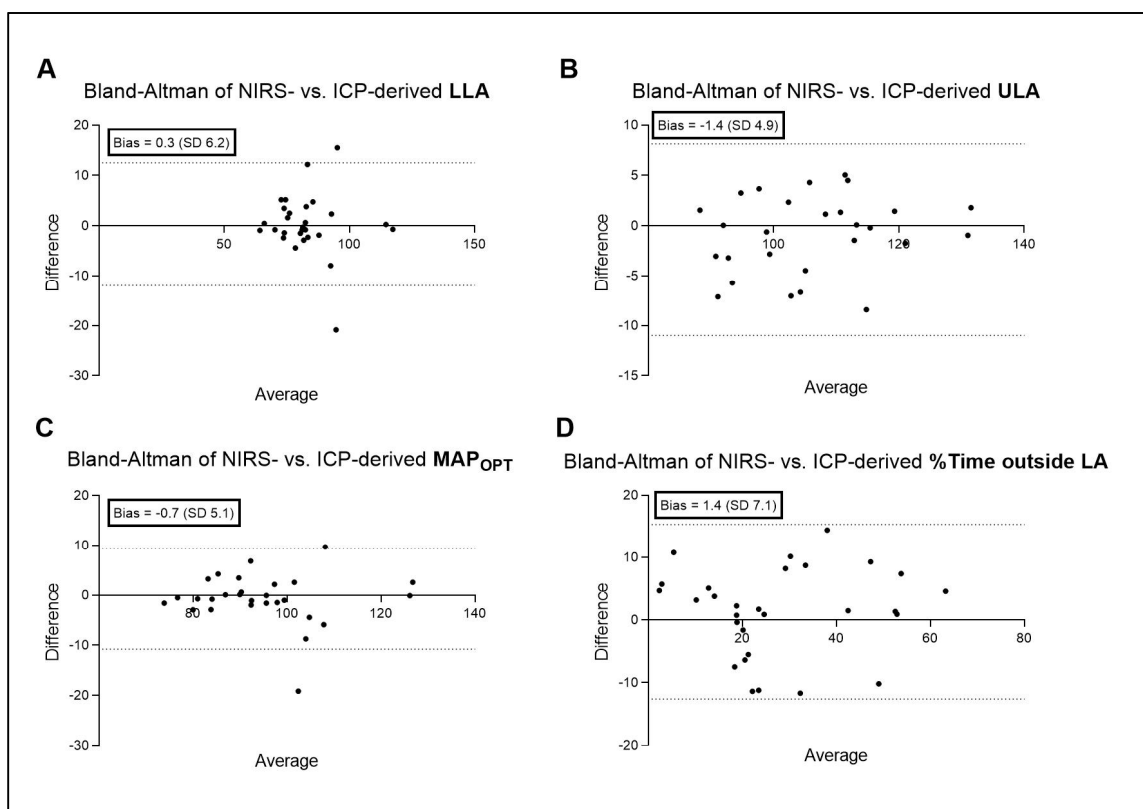 A
Bland-Altman of NIRS- vs. ICP-derived LLA
Bias = 0.3 (SD 6.2)
20
10
0
-10
-20
-30
50
100
150
Difference
Average
B
Bland-Altman of NIRS- vs. ICP-derived ULA
Bias = -1.4 (SD 4.9)
10
5
0
-5
-10
-15
100
120
140
Difference
Average
C
Bland-Altman of NIRS- vs. ICP-derived MAPOPT
Bias = -0.7 (SD 5.1)
20
10
0
-10
-20
-30
80
100
120
140
Difference
Average
D
Bland-Altman of NIRS- vs. ICP-derived %Time outside LA
Bias = 1.4 (SD 7.1)
20
10
0
-10
-20
20
40
60
80
Difference
Average